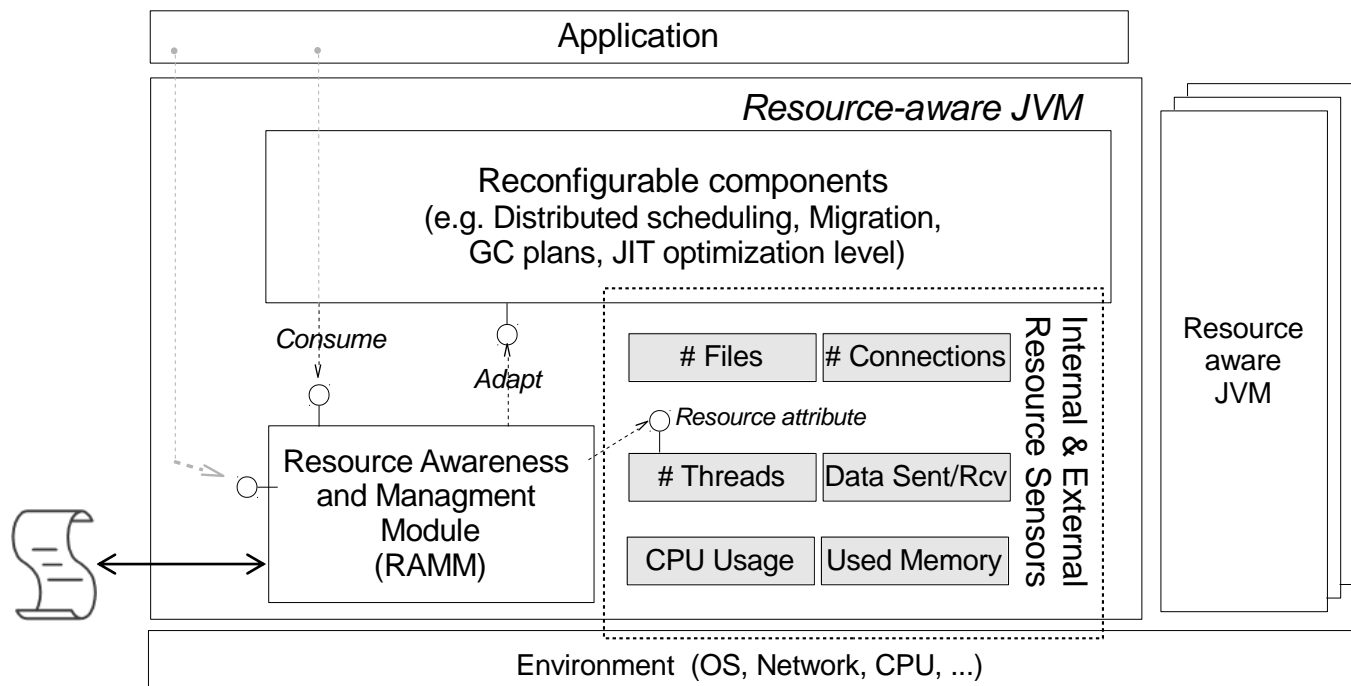 Application
Resource-aware JVM
Reconfigurable components
(e.g. Distributed scheduling, Migration,
GC plans, JIT optimization level)
Consume
Adapt
# Files
# Connections
Resource attribute
# Threads
Data Sent/Rcv
CPU Usage
Used Memory
Internal & External
Resource Sensors
Resource Awareness
and Managment
Module
(RAMM)
Resource
aware
JVM
Environment (OS, Network, CPU, ...)